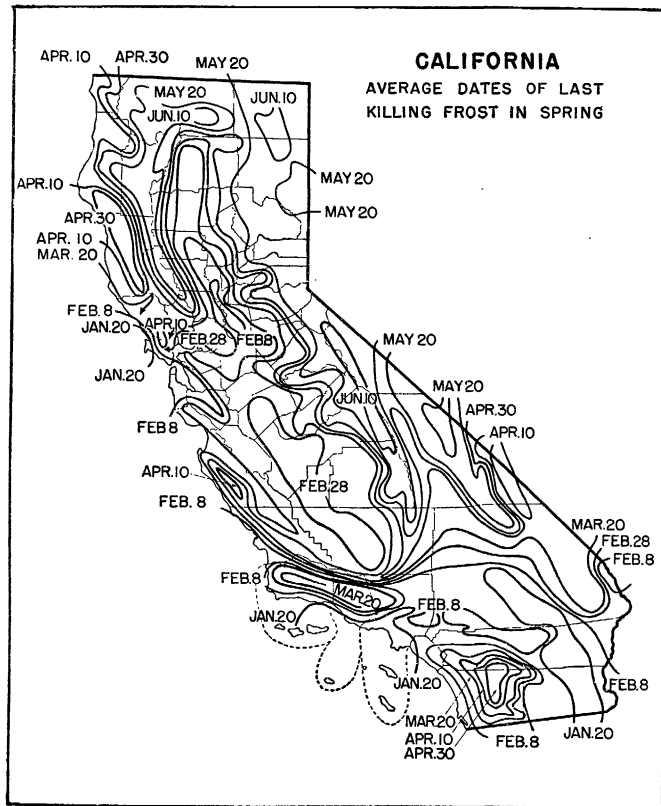 CALIFORNIA
AVERAGE DATES OF LAST
KILLING FROST IN SPRING
APR. 10
APR.30
MAY 20
MAY 20
JUN.10
JUN.10
MAY 20
MAY 20
APR.10
APR.30
APR. 10
MAR. 20
FEB. 8
JAN.20
APR.10
FEB.28
FEB.8
JAN.20
MAY 20
JUN.10
MAY 20
APR.30
APR.10
FEB.8
APR.10
FEB.28
FEB. 8
MAR.20
FEB.28
FEB.8
FEB.8
MAR.20
JAN.20
FEB.8
JAN.20
FEB.8
MAR.20
APR.10
APR.30
FEB.8
JAN.20